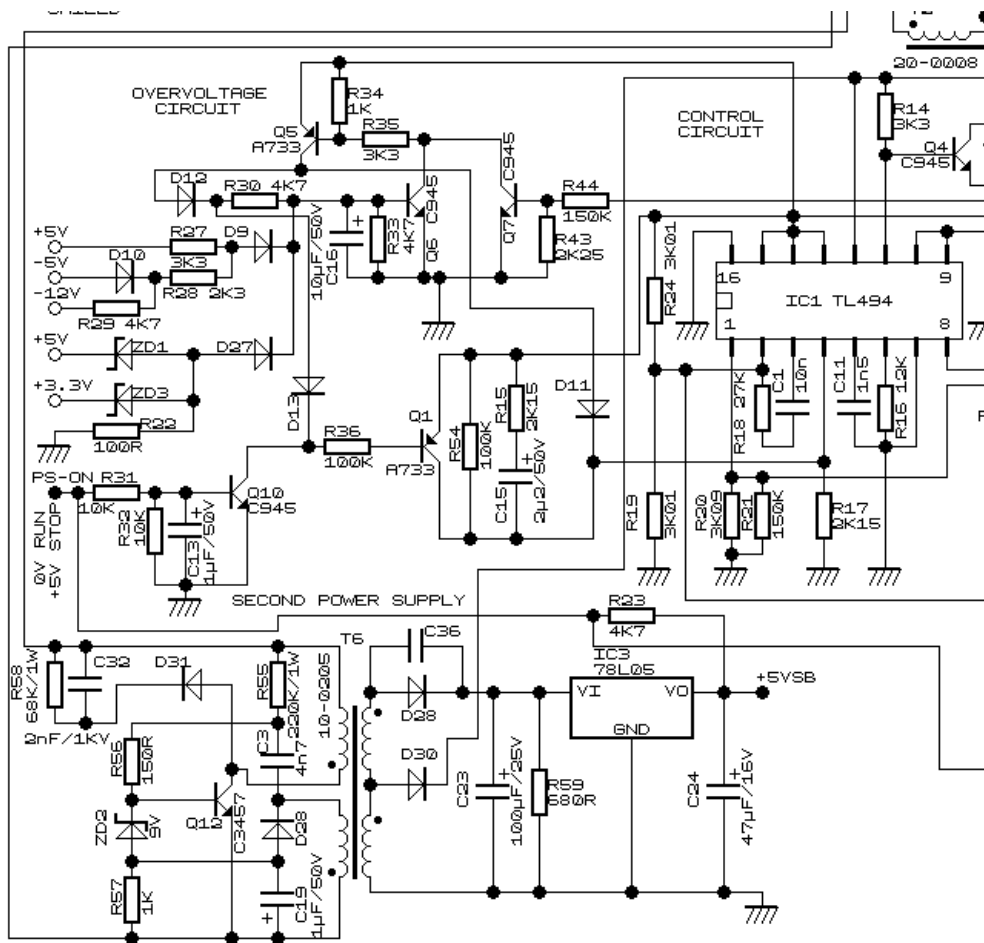 20-0008
OVERVOLTAGE
CIRCUIT
R34
1K
R35
3K3
Q5
A733
CONTROL
CIRCUIT
R14
3K3
Q4
C945
D12
R30 4K7
C945
Q6
C945
Q7
R44
150K
R43
2K25
10µF/50V
C16
R33
4K7
+5V
R27
3K3
D9
-5V
D10
R28 2K3
-12V
R29 4K7
+5V
ZD1
D27
+3.3V
ZD3
R22
100R
D13
R24 3K01
16
9
IC1 TL494
1
8
R18 27K
C1
10n
C11
1n5
R16 12K
D11
R36
100K
Q1
A733
R54
100K
R15
2K15
C15
2µ2/50V
PS-ON
R31
10K
0V RUN
+5V STOP
R32
10K
C13
1µF/50V
Q10
C945
R19
3K01
R20
3K09
R21
150K
R17
2K15
SECOND POWER SUPPLY
R23
4K7
R58
68K/1W
C32
2nF/1KV
D31
R55
220K/1W
T6
10-0205
C36
D28
D30
IC3
78L05
VI
VO
GND
+5VSB
R56
150R
C3
4n7
ZD2
9V
Q12
C3457
D28
R57
1K
C19
1µF/50V
C23
100µF/25V
R59
680R
C24
47µF/16V